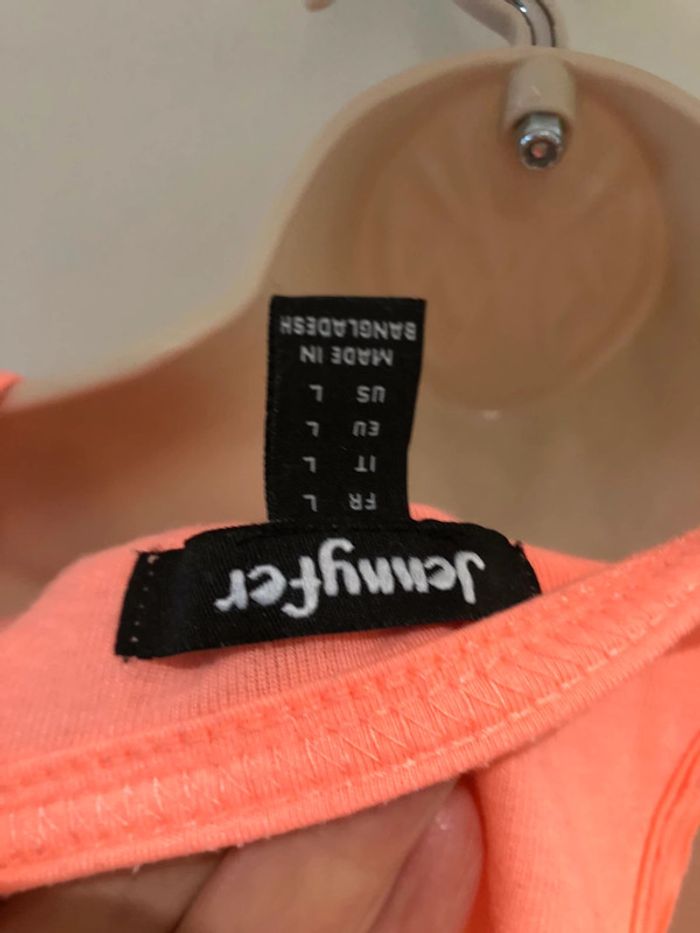 Jennyfer
FR L
IT L
EU L
US L
MADE IN
BANGLADESH